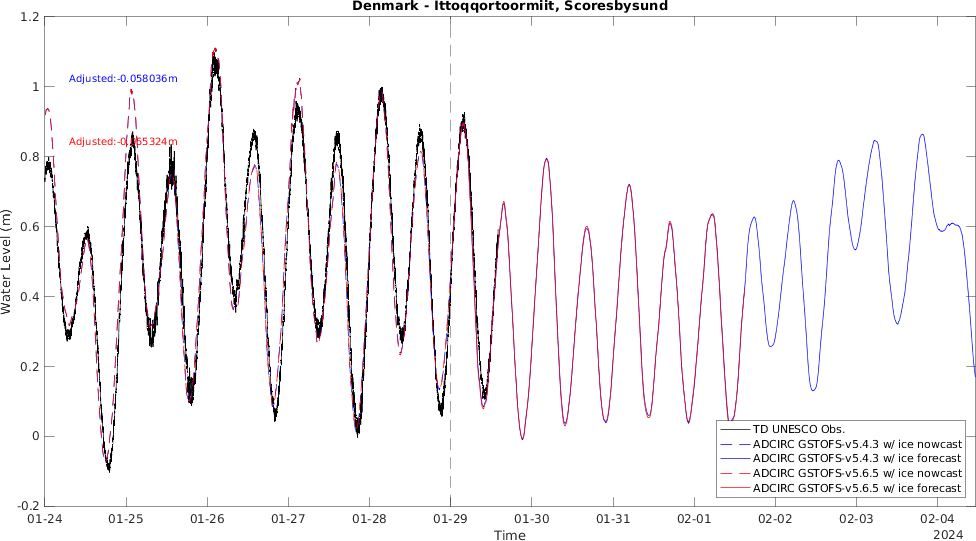 Denmark - Ittoqqortoormiit, Scoresbysund
1.2
1
0.8
0.6
0.4
0.2
0
-0.2
Water Level (m)
Adjusted:-0.058036m
Adjusted:-0.055324m
TD UNESCO Obs.
ADCIRC GSTOFS-v5.4.3 w/ ice nowcast
ADCIRC GSTOFS-v5.4.3 w/ ice forecast
ADCIRC GSTOFS-v5.6.5 w/ ice nowcast
ADCIRC GSTOFS-v5.6.5 w/ ice forecast
01-24 01-25 01-26 01-27 01-28 01-29 01-30 01-31 02-01 02-02 02-03 02-04
Time
2024